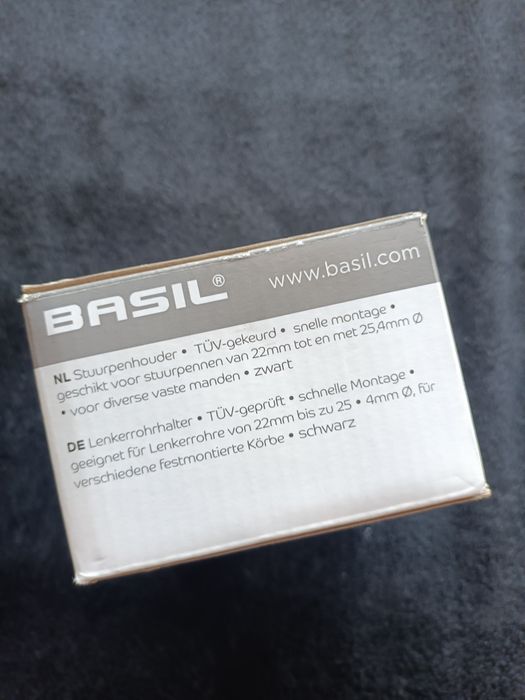 BASIL® www.basil.com
NL Stuurpenhouder • TÜV-gekeurd • snelle montage •
geschikt voor stuurpennen van 22mm tot en met 25,4mm Ø
• voor diverse vaste manden • zwart
DE Lenkerrohrhalter • TÜV-geprüft • schnelle Montage •
geeignet für Lenkerrohre von 22mm bis zu 25 • 4mm Ø, für
verschiedene festmontierte Körbe • schwarz